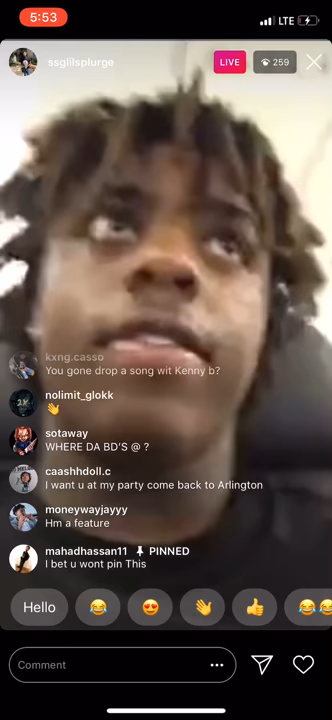 5:53
LTE
ssglilsplurge
LIVE
259
kxng.casso
You gone drop a song wit Kenny b?
nolimit_glokk
👋
sotaway
WHERE DA BD'S @ ?
caashhdoll.c
I want u at my party come back to Arlington
moneywayjayyy
Hm a feature
mahadhassan11 PINNED
I bet u wont pin This
Hello 😂 😍 👋 👍 😂😂
Comment